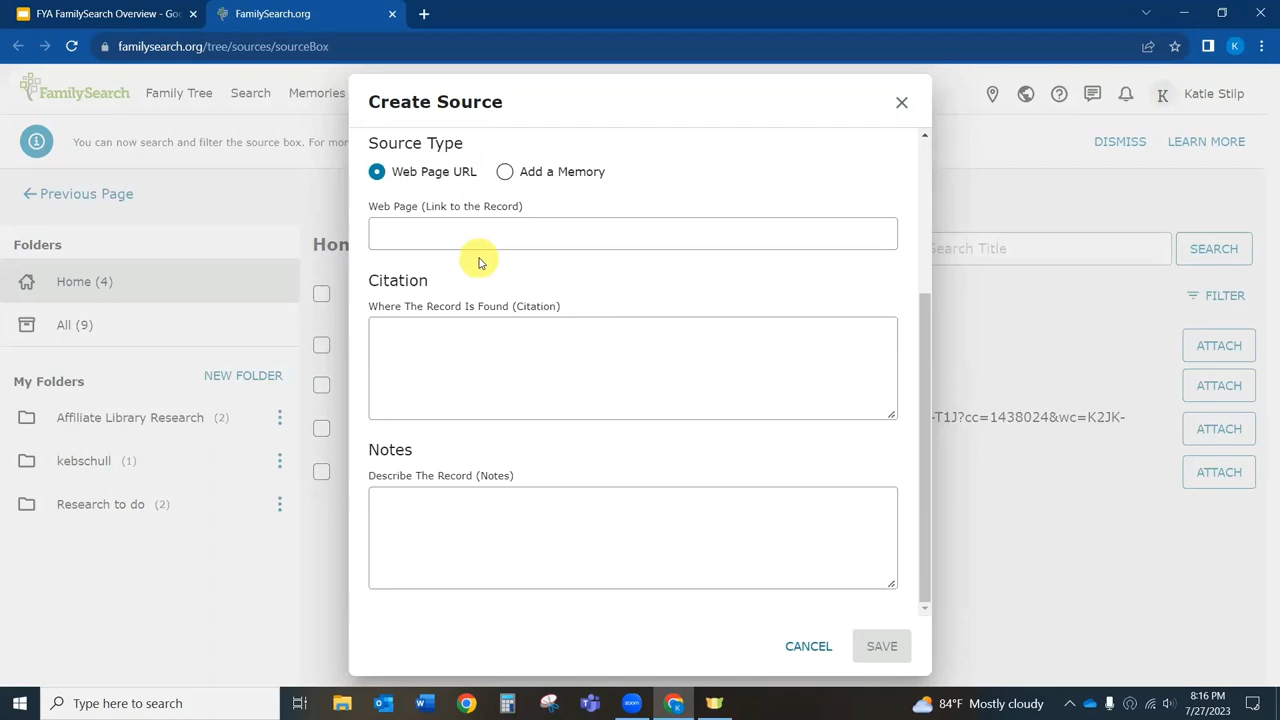 FYA FamilySearch Overview - Goo
FamilySearch.org
familysearch.org/tree/sources/sourceBox
K
FamilySearch
Family Tree
Search
Memories
K
Katie Stilp
You can now search and filter the source box. For mor
DISMISS
LEARN MORE
Previous Page
Folders
Home (4)
All (9)
My Folders
NEW FOLDER
Affiliate Library Research (2)
kebschull (1)
Research to do (2)
Hon
Search Title
SEARCH
FILTER
ATTACH
ATTACH
-T1J?cc=1438024&wc=K2JK-
ATTACH
ATTACH
Create Source
Source Type
Web Page URL
Add a Memory
Web Page (Link to the Record)
Citation
Where The Record Is Found (Citation)
Notes
Describe The Record (Notes)
CANCEL
SAVE
Type here to search
zoom
84°F Mostly cloudy
8:16 PM
7/27/2023